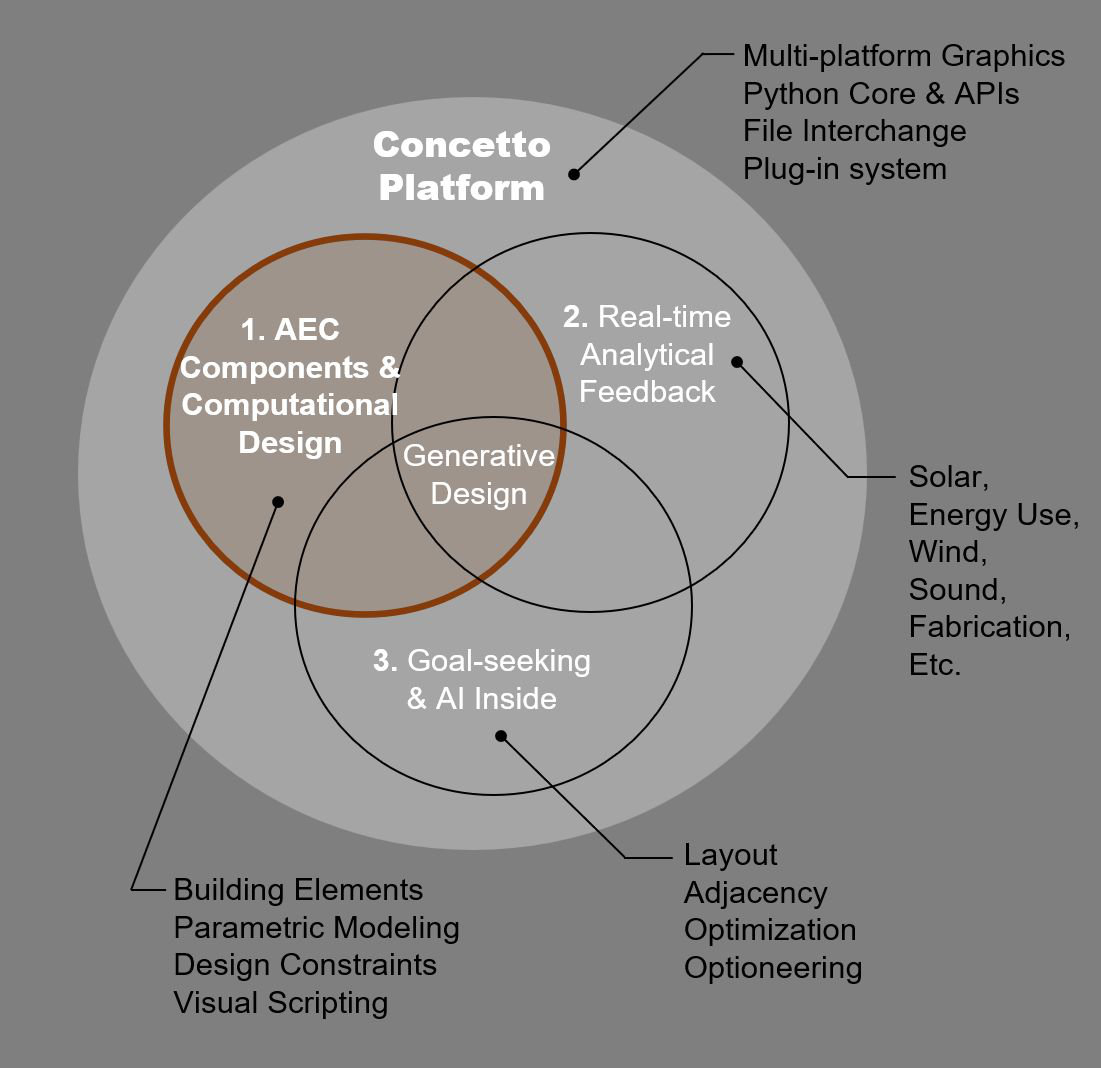 Multi-platform Graphics
Python Core & APIs
File Interchange
Plug-in system
Concetto
Platform
1. AEC
Components &
Computational
Design
2. Real-time
Analytical
Feedback
Generative
Design
Solar,
Energy Use,
Wind,
Sound,
Fabrication,
Etc.
3. Goal-seeking
& AI Inside
Layout
Adjacency
Optimization
Optioneering
Building Elements
Parametric Modeling
Design Constraints
Visual Scripting